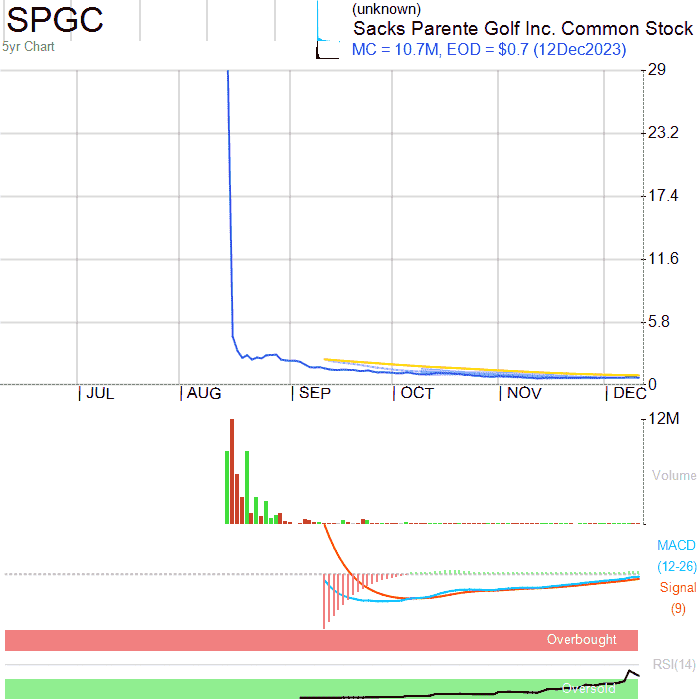 SPGC
5yr Chart
(unknown)
Sacks Parente Golf Inc. Common Stock
MC = 10.7M, EOD = $0.7 (12Dec2023)
29
23.2
17.4
11.6
5.8
0
JUL AUG SEP OCT NOV DEC
12M
Volume
MACD
(12-26)
Signal
(9)
Overbought
RSI(14)
Oversold